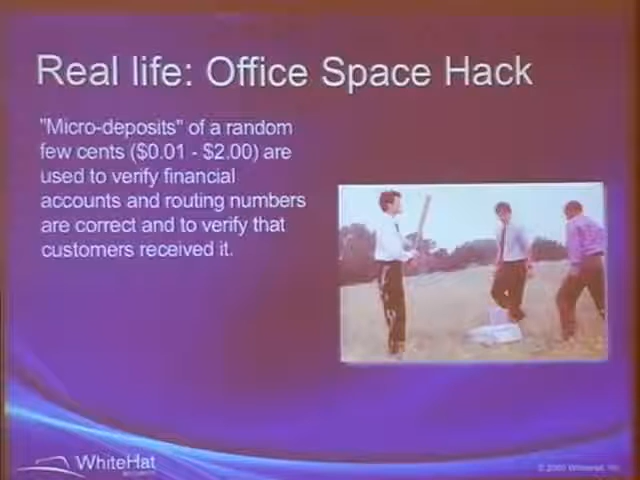 Real life: Office Space Hack
"Micro-deposits" of a random
few cents ($0.01 - $2.00) are
used to verify financial
accounts and routing numbers
are correct and to verify that
customers received it.
WhiteHat
SECURITY